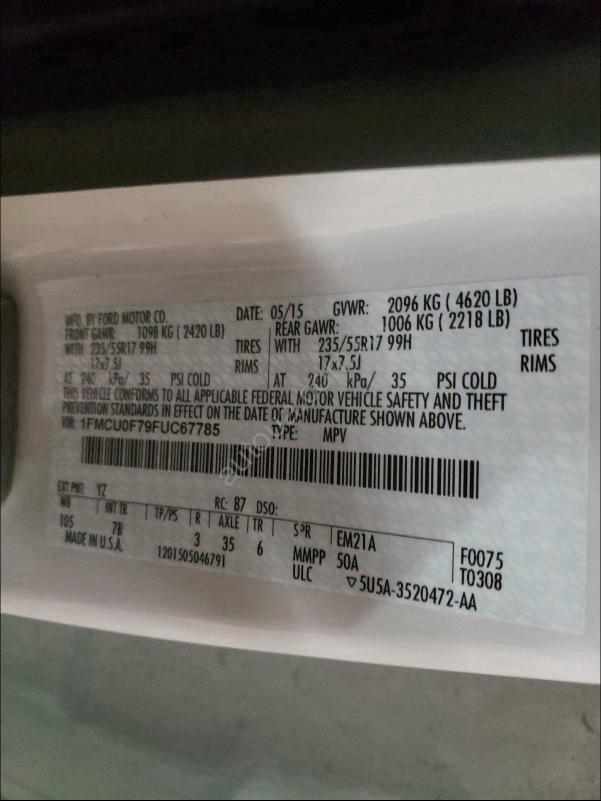 MFD. BY FORD MOTOR CO. DATE: 05/15 GVWR: 2096 KG ( 4620 LB)
FRONT GAWR: 1098 KG ( 2420 LB) REAR GAWR: 1006 KG ( 2218 LB)
WITH 235/55R17 99H TIRES WITH 235/55R17 99H TIRES
17x7.5J RIMS 17x7.5J RIMS
AT 240 kPa/ 35 PSI COLD AT 240 kPa/ 35 PSI COLD
THIS VEHICLE CONFORMS TO ALL APPLICABLE FEDERAL MOTOR VEHICLE SAFETY AND THEFT
PREVENTION STANDARDS IN EFFECT ON THE DATE OF MANUFACTURE SHOWN ABOVE.
VIN: 1FMCU0F79FUC67785 TYPE: MPV
EXT PNT: YZ RC: 87 DSO:
WB INT TR TP/PS R AXLE TR SPR EM21A F0075
105 7B 3 35 6 MMPP 50A T0308
MADE IN U.S.A. 1201505046791 ULC ▽5U5A-3520472-AA